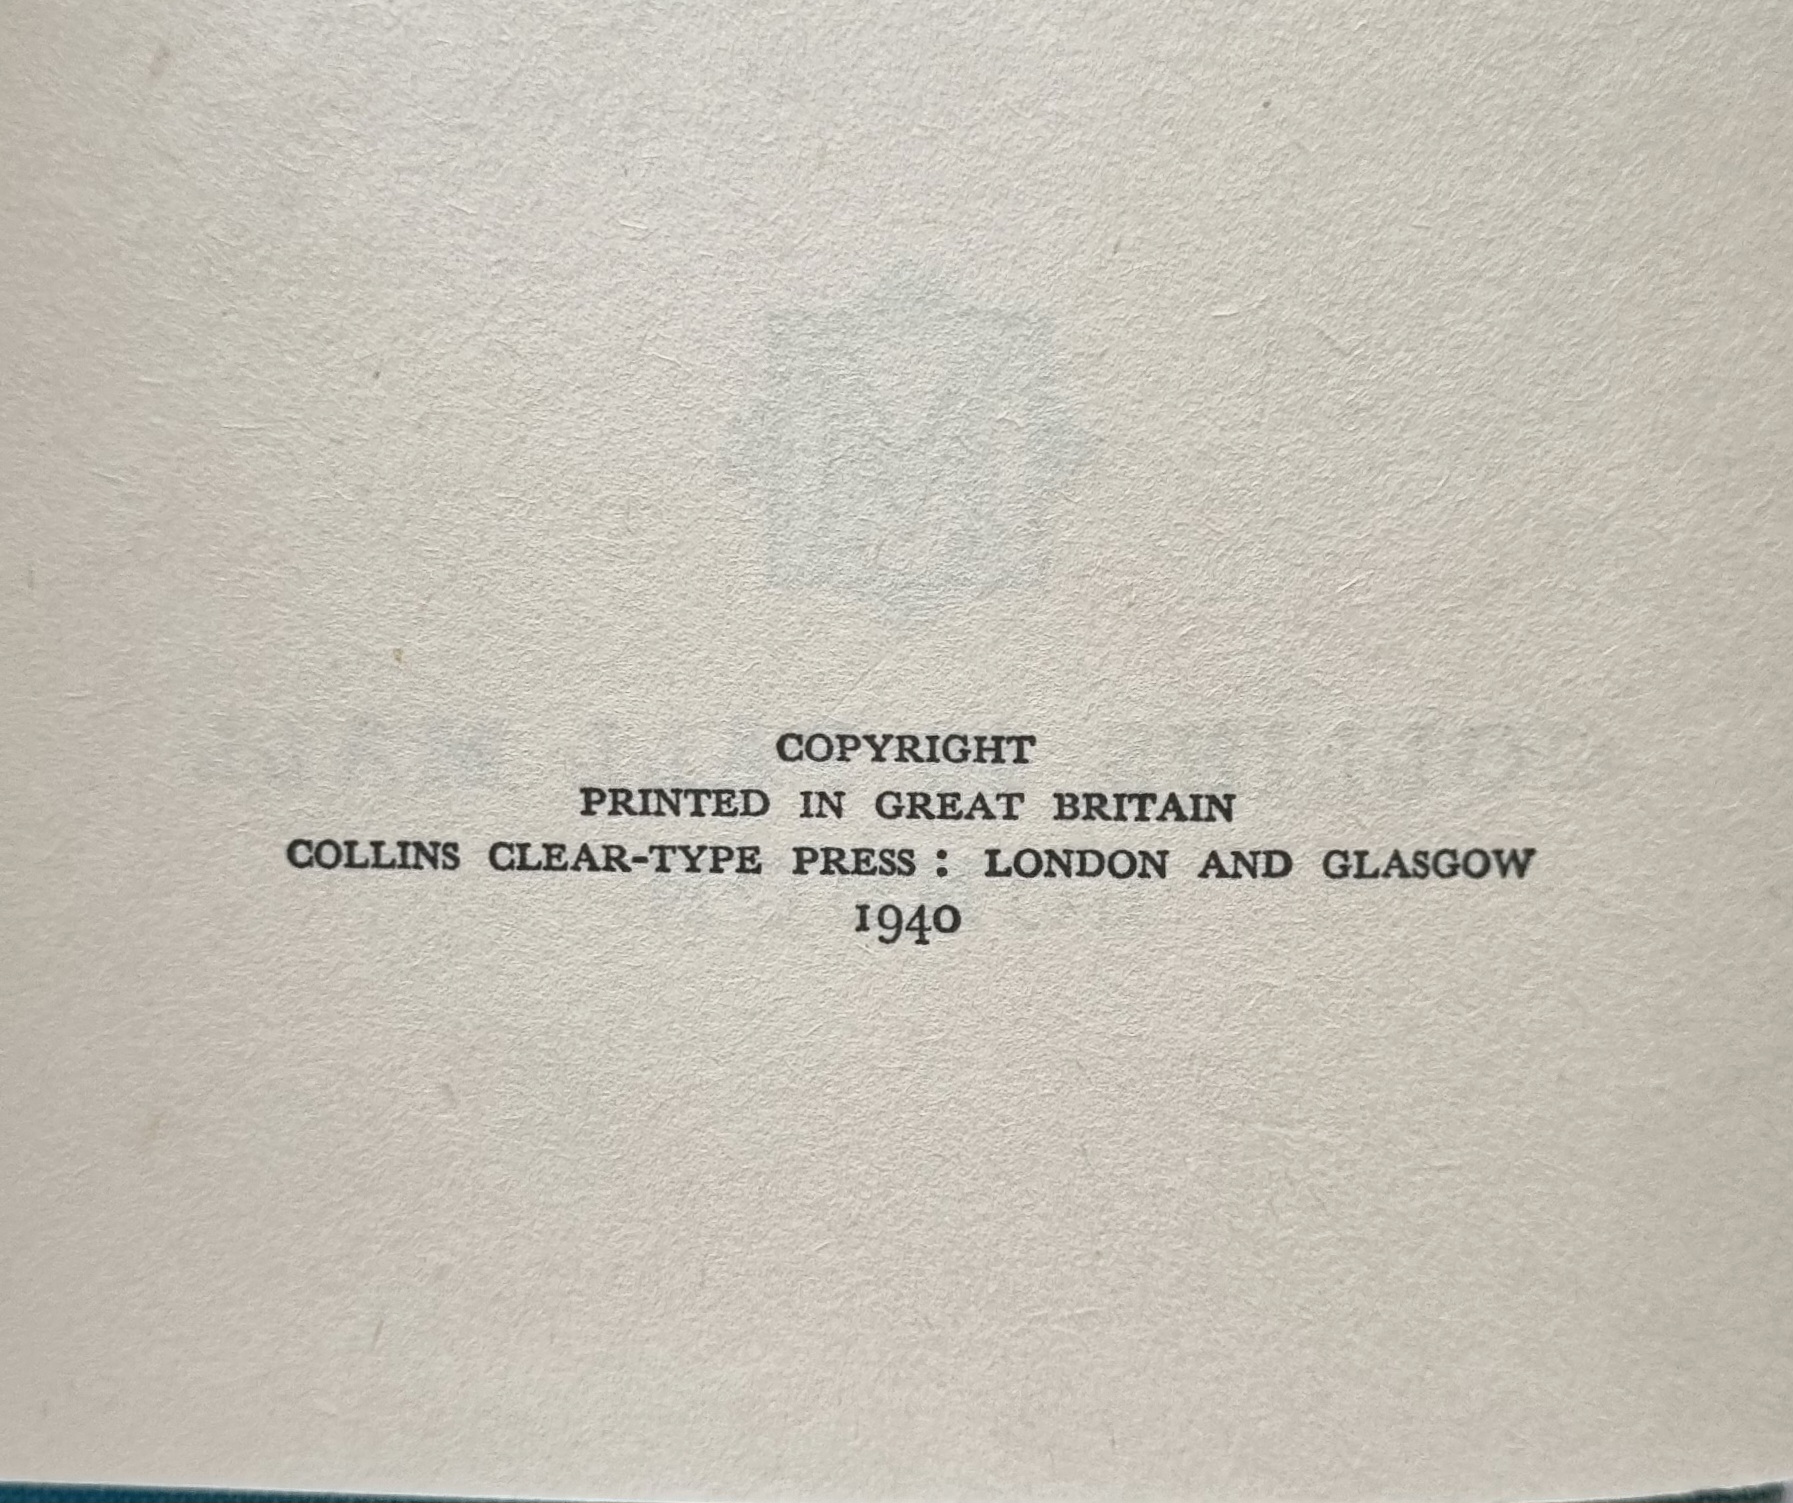 COPYRIGHT
PRINTED IN GREAT BRITAIN
COLLINS CLEAR-TYPE PRESS : LONDON AND GLASGOW
1940